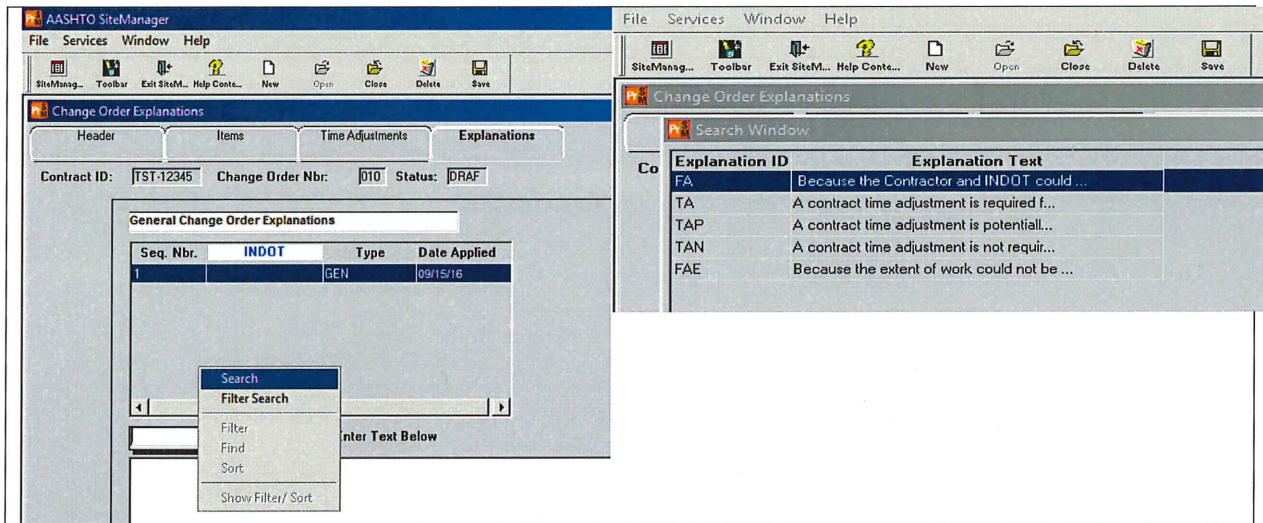 AASHTO SiteManager
File Services Window Help
SiteManag... Toolbar Exit SiteM... Help Conte... New Open Close Delete Save
Change Order Explanations
Header Items Time Adjustments Explanations
Contract ID: TST-12345 Change Order Nbr: 010 Status: DRAF
General Change Order Explanations
Seq. Nbr. INDOT Type Date Applied
1 GEN 09/15/16
Search
Filter Search
Filter
Find
Sort
Show Filter/ Sort
nter Text Below
File Services Window Help
SiteManag... Toolbar Exit SiteM... Help Conte... New Open Close Delete Save
Change Order Explanations
Search Window
Co
Explanation ID Explanation Text
FA Because the Contractor and INDOT could ...
TA A contract time adjustment is required f...
TAP A contract time adjustment is potentiall...
TAN A contract time adjustment is not requir...
FAE Because the extent of work could not be ...